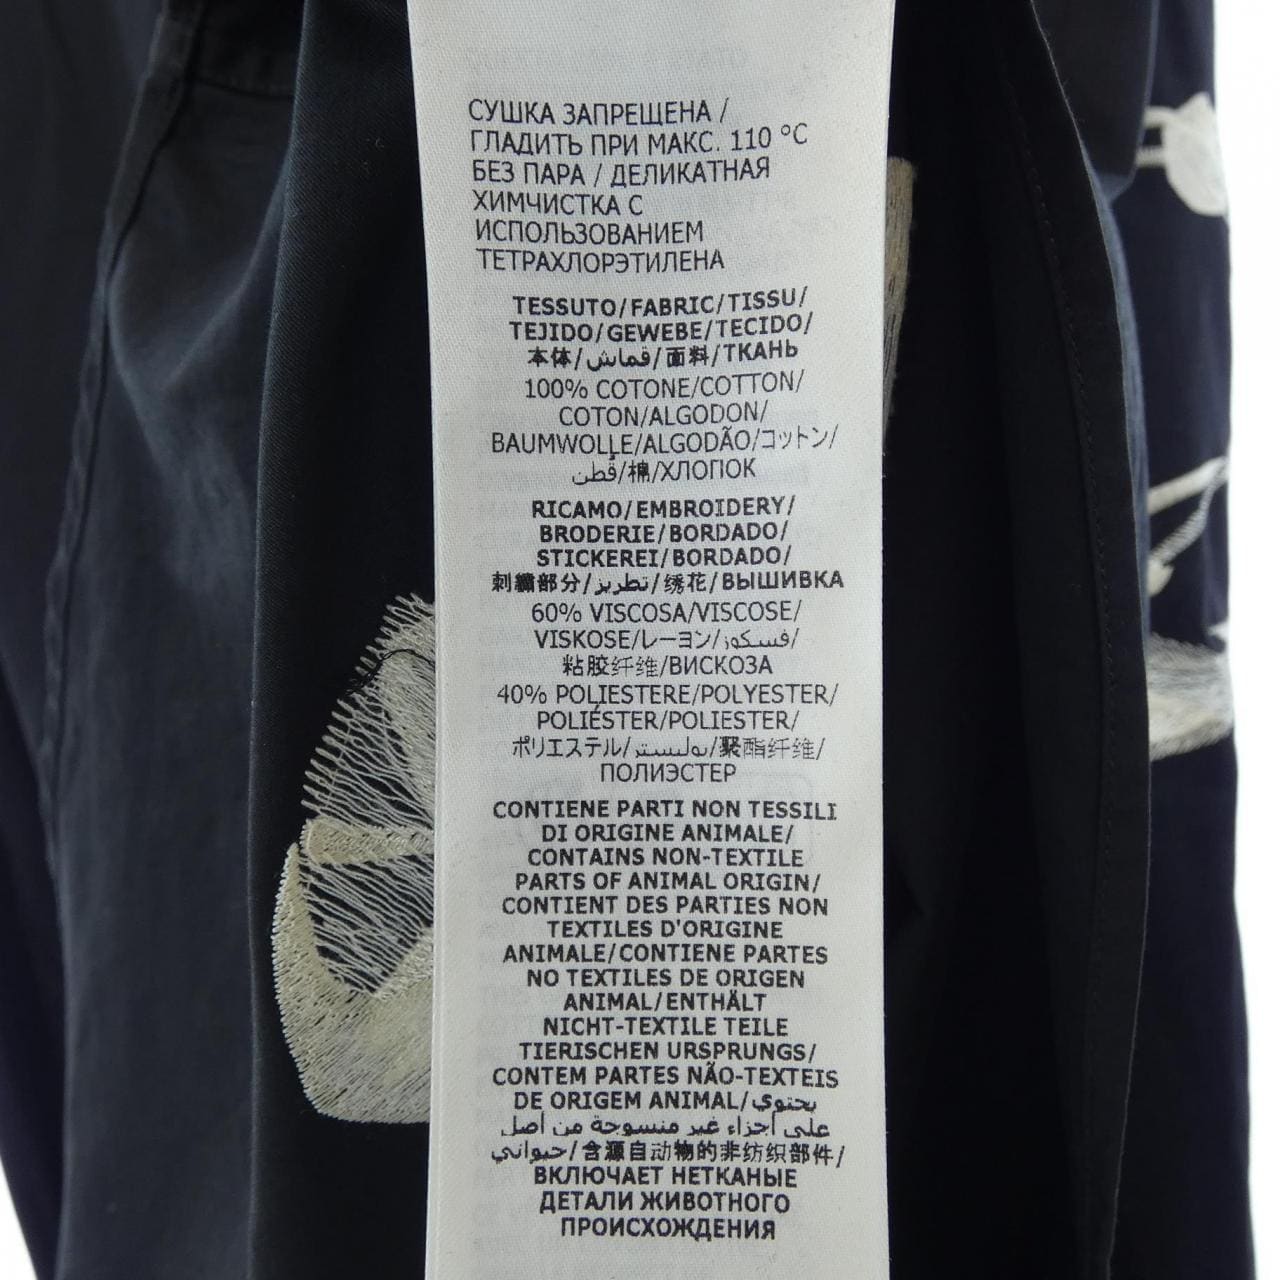 СУШКА ЗАПРЕЩЕНА /
ГЛАДИТЬ ПРИ МАКС. 110 °C
БЕЗ ПАРА / ДЕЛИКАТНАЯ
ХИМЧИСТКА С
ИСПОЛЬЗОВАНИЕМ
ТЕТРАХЛОРЭТИЛЕНА
TESSUTO/FABRIC/TISSU/
TEJIDO/GEWEBE/TECIDO/
本体/قماش/面料/ТКАНЬ
100% COTONE/COTTON/
COTON/ALGODON/
BAUMWOLLE/ALGODÃO/コットン/
قُطن/棉/ХЛОПОК
RICAMO/EMBROIDERY/
BRODERIE/BORDADO/
STICKEREI/BORDADO/
刺繍部分/تطريز/绣花/ВЫШИВКА
60% VISCOSA/VISCOSE/
VISKOSE/レーヨン/فسكوز/
粘胶纤维/ВИСКОЗА
40% POLIESTERE/POLYESTER/
POLIÉSTER/POLIESTER/
ポリエステル/بوليستر/聚酯纤维/
ПОЛИЭСТЕР
CONTIENE PARTI NON TESSILI
DI ORIGINE ANIMALE/
CONTAINS NON-TEXTILE
PARTS OF ANIMAL ORIGIN/
CONTIENT DES PARTIES NON
TEXTILES D'ORIGINE
ANIMALE/CONTIENE PARTES
NO TEXTILES DE ORIGEN
ANIMAL/ENTHÄLT
NICHT-TEXTILE TEILE
TIERISCHEN URSPRUNGS/
CONTEM PARTES NÃO-TEXTEIS
DE ORIGEM ANIMAL/يحتوي
على أجزاء غير منسوجة من أصل
حيواني/含源自动物的非纺织部件/
ВКЛЮЧАЕТ НЕТКАНЫЕ
ДЕТАЛИ ЖИВОТНОГО
ПРОИСХОЖДЕНИЯ